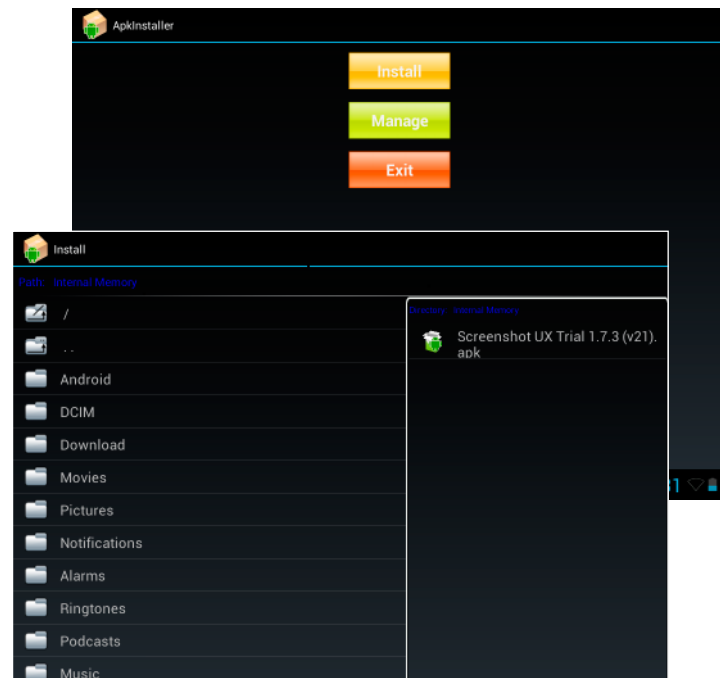 ApkInstaller
Install
Manage
Exit
Install
Path: Internal Memory
/
..
Android
DCIM
Download
Movies
Pictures
Notifications
Alarms
Ringtones
Podcasts
Music
Directory: Internal Memory
Screenshot UX Trial 1.7.3 (v21).
apk